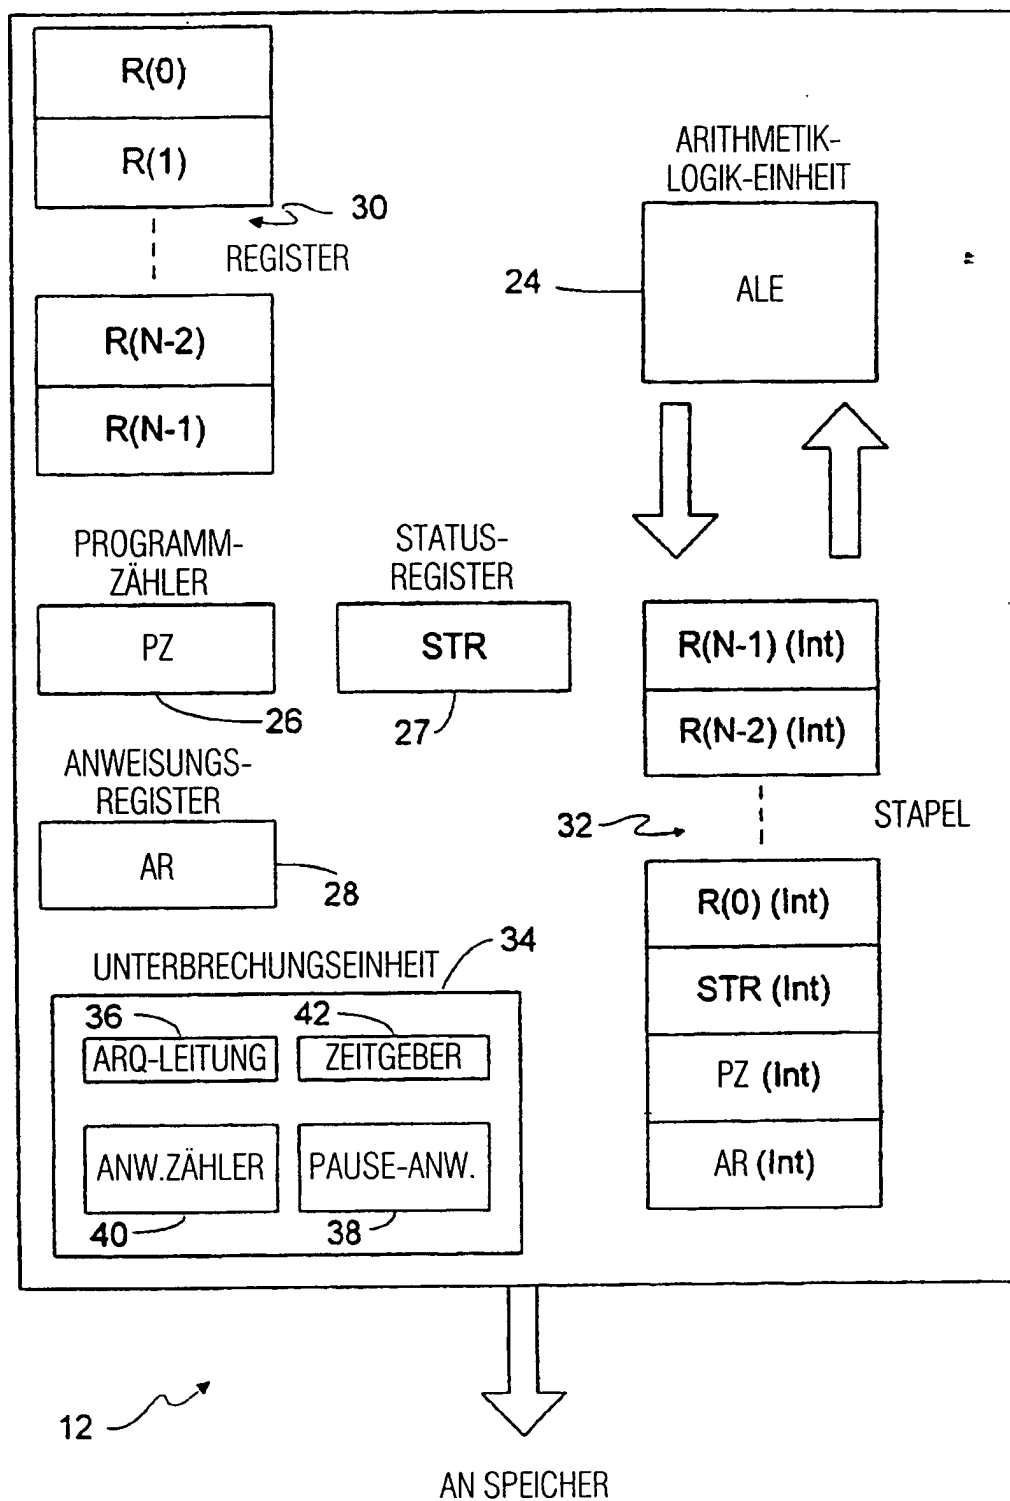 R(0)
R(1)
30
REGISTER
R(N-2)
R(N-1)
ARITHMETIK-
LOGIK-EINHEIT
24
ALE
PROGRAMM-
ZÄHLER
PZ
26
STATUS-
REGISTER
STR
27
ANWEISUNGS-
REGISTER
AR
28
R(N-1) (Int)
R(N-2) (Int)
32
STAPEL
R(0) (Int)
STR (Int)
PZ (Int)
AR (Int)
34
UNTERBRECHUNGSEINHEIT
36
42
ARQ-LEITUNG
ZEITGEBER
ANW.ZÄHLER
PAUSE-ANW.
40
38
12
AN SPEICHER